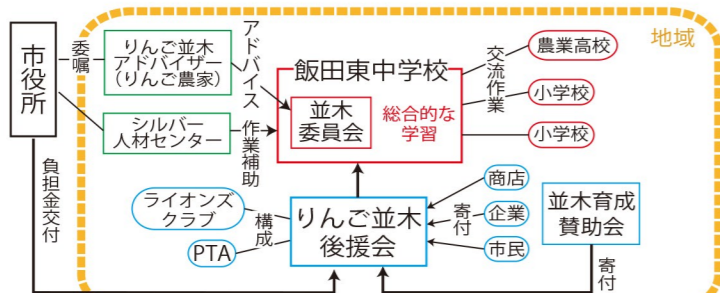 地域
市役所
委嘱
りんご並木
アドバイザー
(りんご農家)
アドバイス
シルバー
人材センター
作業補助
飯田東中学校
並木
委員会
総合的な
学習
交流作業
農業高校
小学校
小学校
負担金交付
ライオンズ
クラブ
PTA
構成
りんご並木
後援会
寄付
商店
企業
市民
並木育成
賛助会
寄付